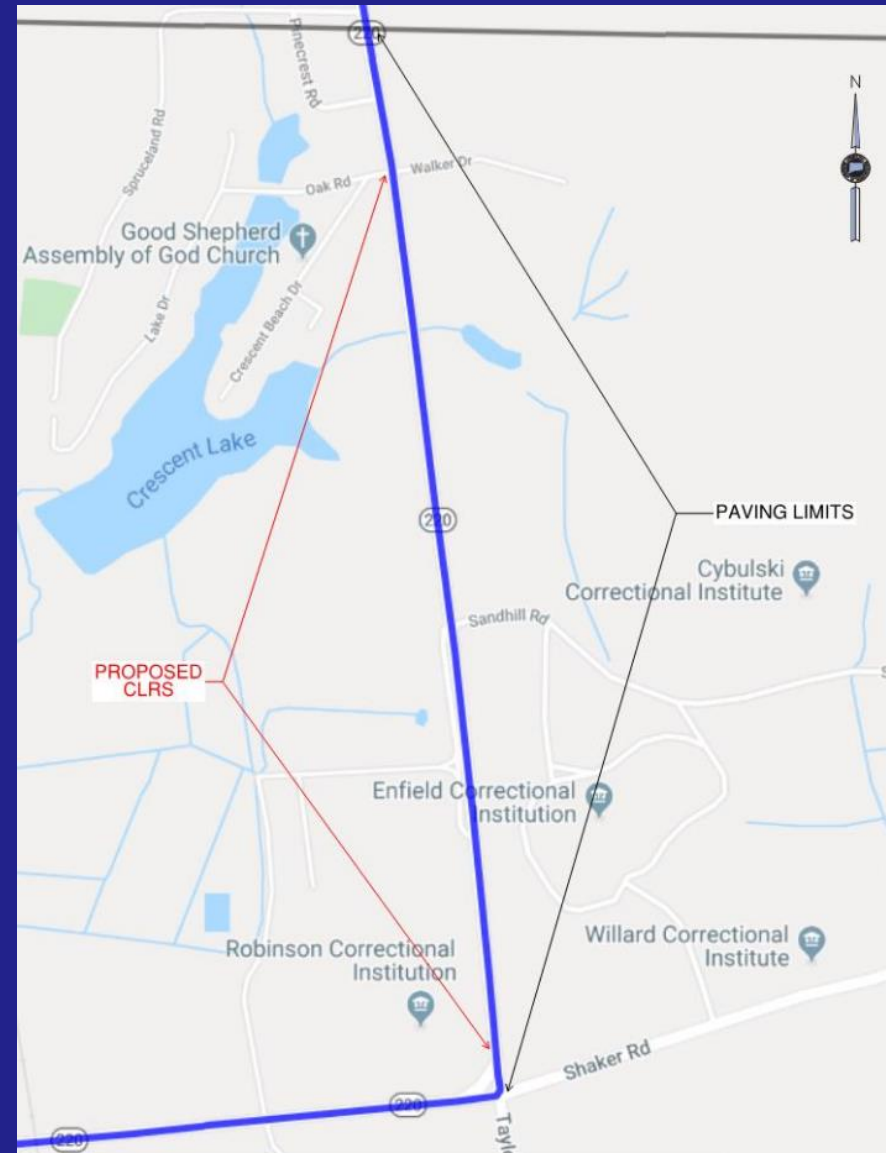 220
Pinecrest Rd
N
Spruceland Rd
Oak Rd
Walker Dr
Good Shepherd
Assembly of God Church
Lake Dr
Crescent Beach Dr
Crescent Lake
220
PAVING LIMITS
Cybulski
Correctional Institute
Sandhill Rd
S
PROPOSED
CLRS
Enfield Correctional
Institution
Willard Correctional
Institute
Robinson Correctional
Institution
Shaker Rd
220
Tayl
220